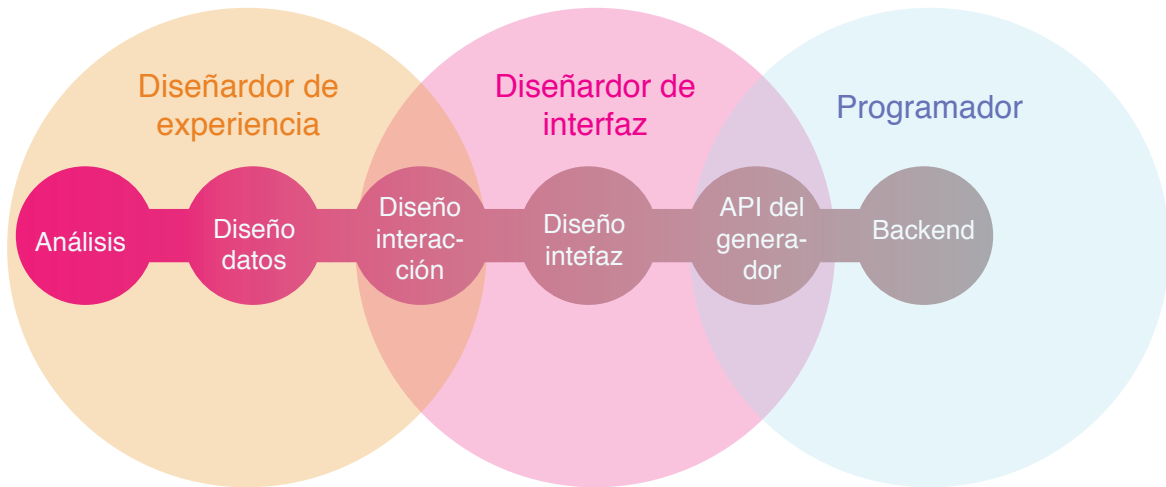 Diseñardor de
experiencia
Diseñardor de
interfaz
Programador
Análisis
Diseño
datos
Diseño
interac-
ción
Diseño
intefaz
API del
genera-
dor
Backend